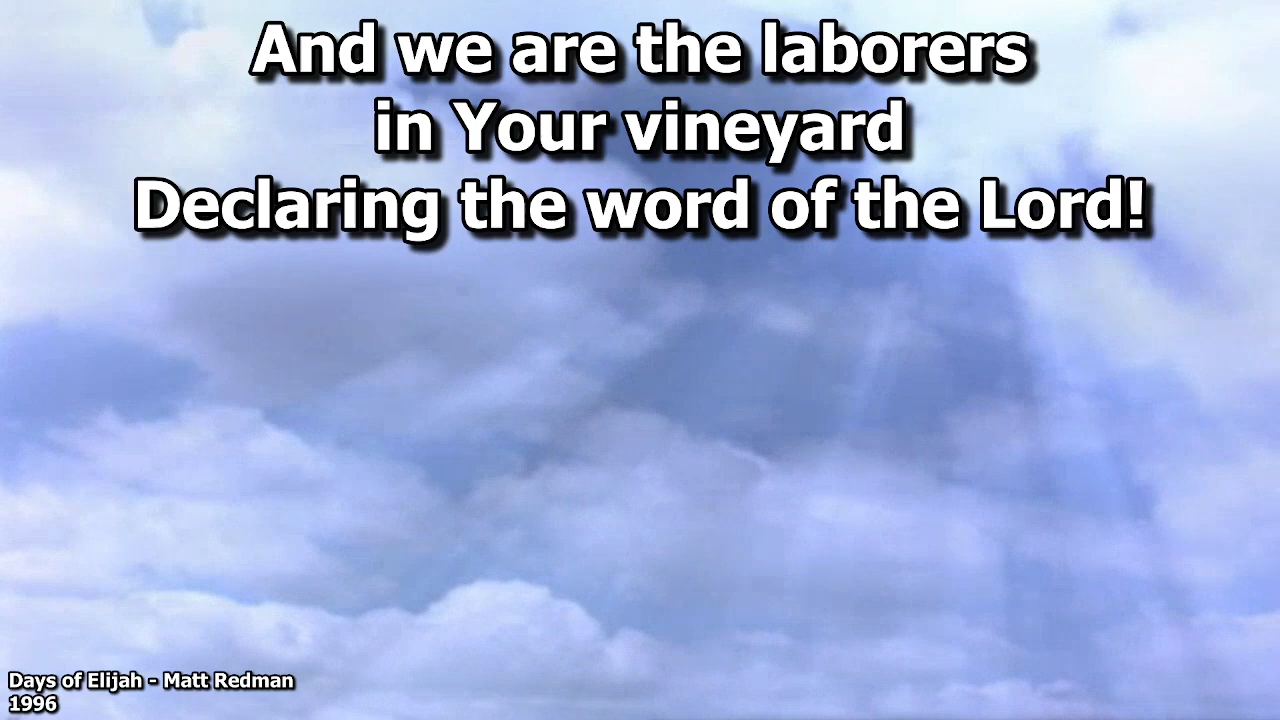 And we are the laborers
in Your vineyard
Declaring the word of the Lord!
Days of Elijah - Matt Redman
1996